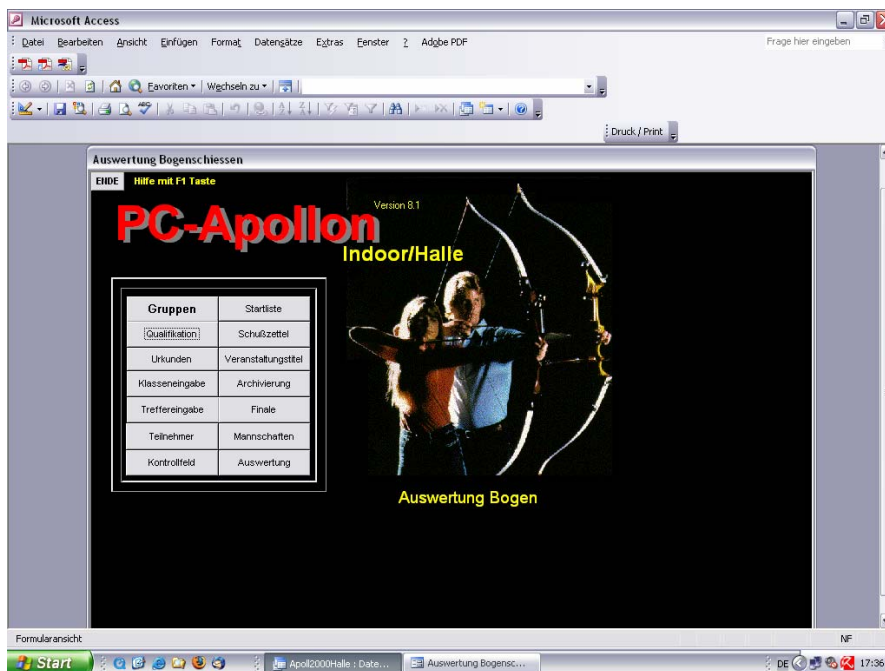 Microsoft Access
Datei Bearbeiten Ansicht Einfügen Format Datensätze Extras Fenster ? Adobe PDF Frage hier eingeben
Favoriten Wechseln zu
Druck / Print
Auswertung Bogenschiessen
ENDE Hilfe mit F1 Taste
Version 8.1
PC-Apollon
Indoor/Halle
Gruppen Startliste
Qualifikation Schußzettel
Urkunden Veranstaltungstitel
Klasseneingabe Archivierung
Treffereingabe Finale
Teilnehmer Mannschaften
Kontrollfeld Auswertung
Auswertung Bogen
Formularansicht NF
Start Apoll2000Halle : Date... Auswertung Bogensc... DE 17:36